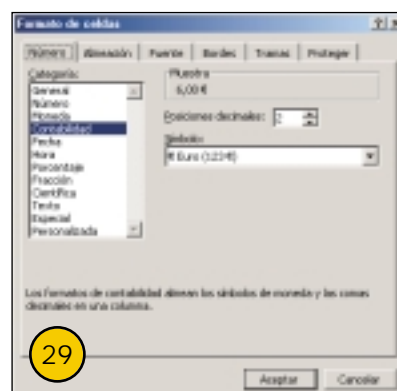 Formato de celdas
Número Alineación Fuente Bordes Tramas Proteger
Categoría:
General
Número
Moneda
Contabilidad
Fecha
Hora
Porcentaje
Fracción
Científica
Texto
Especial
Personalizada
Muestra
6,00 €
Posiciones decimales: 2
Símbolo:
€ Euro (123 €)
Los formatos de contabilidad alinean los símbolos de moneda y las comas
decimales en una columna.
29
Aceptar Cancelar